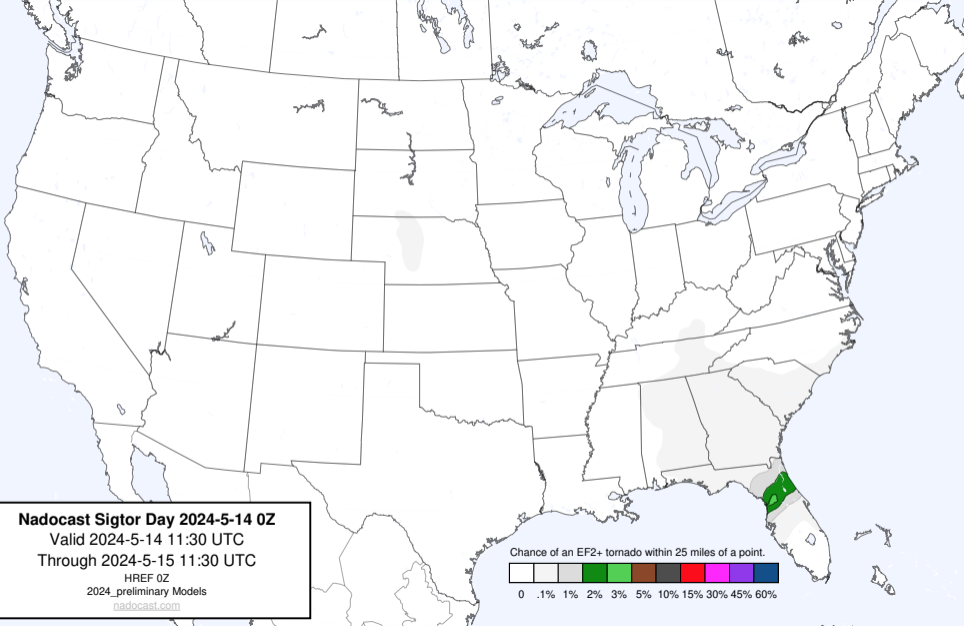 Nadocast Sigtor Day 2024-5-14 0Z
Valid 2024-5-14 11:30 UTC
Through 2024-5-15 11:30 UTC
HREF 0Z
2024_preliminary Models
nadocast.com
Chance of an EF2+ tornado within 25 miles of a point.
0 .1% 1% 2% 3% 5% 10% 15% 30% 45% 60%